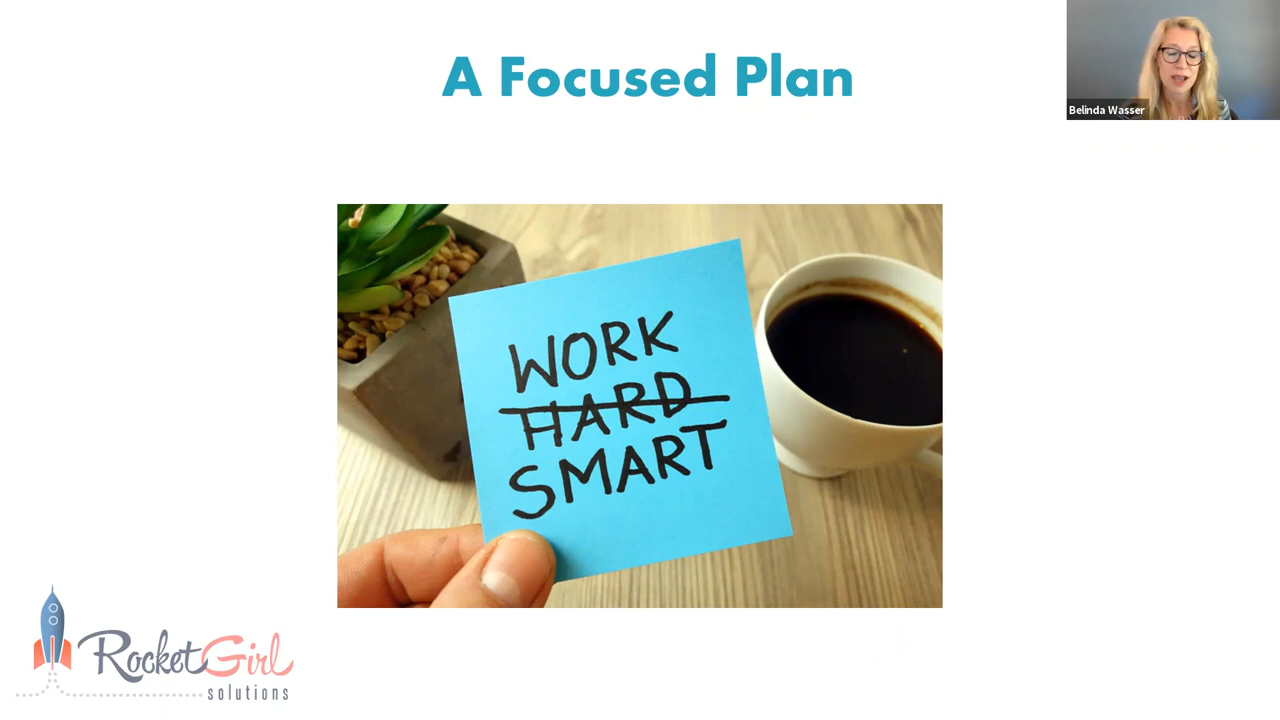 A Focused Plan
Belinda Wasser
WORK
HARD
SMART
RocketGirl
solutions